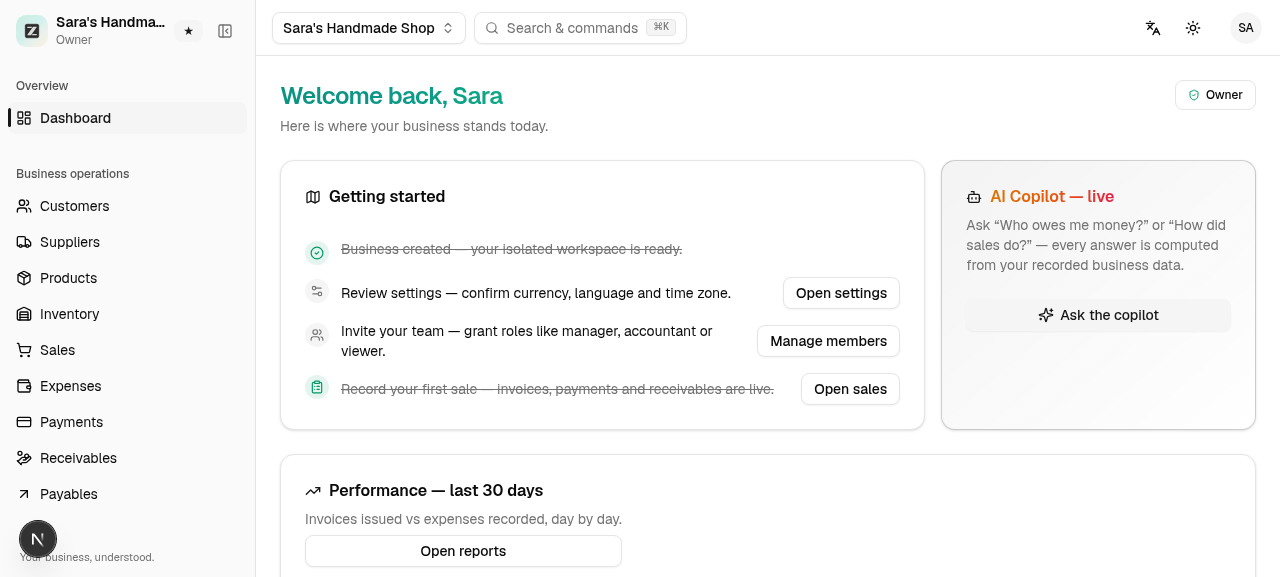 Sara's Handma...
Owner
Overview
Dashboard
Business operations
Customers
Suppliers
Products
Inventory
Sales
Expenses
Payments
Receivables
Payables
N
Your business, understood.
Sara's Handmade Shop
Search & commands
⌘K
SA
Welcome back, Sara
Owner
Here is where your business stands today.
Getting started
Business created — your isolated workspace is ready.
Review settings — confirm currency, language and time zone.
Open settings
Invite your team — grant roles like manager, accountant or
viewer.
Manage members
Record your first sale — invoices, payments and receivables are live.
Open sales
AI Copilot — live
Ask “Who owes me money?” or “How did
sales do?” — every answer is computed
from your recorded business data.
Ask the copilot
Performance — last 30 days
Invoices issued vs expenses recorded, day by day.
Open reports